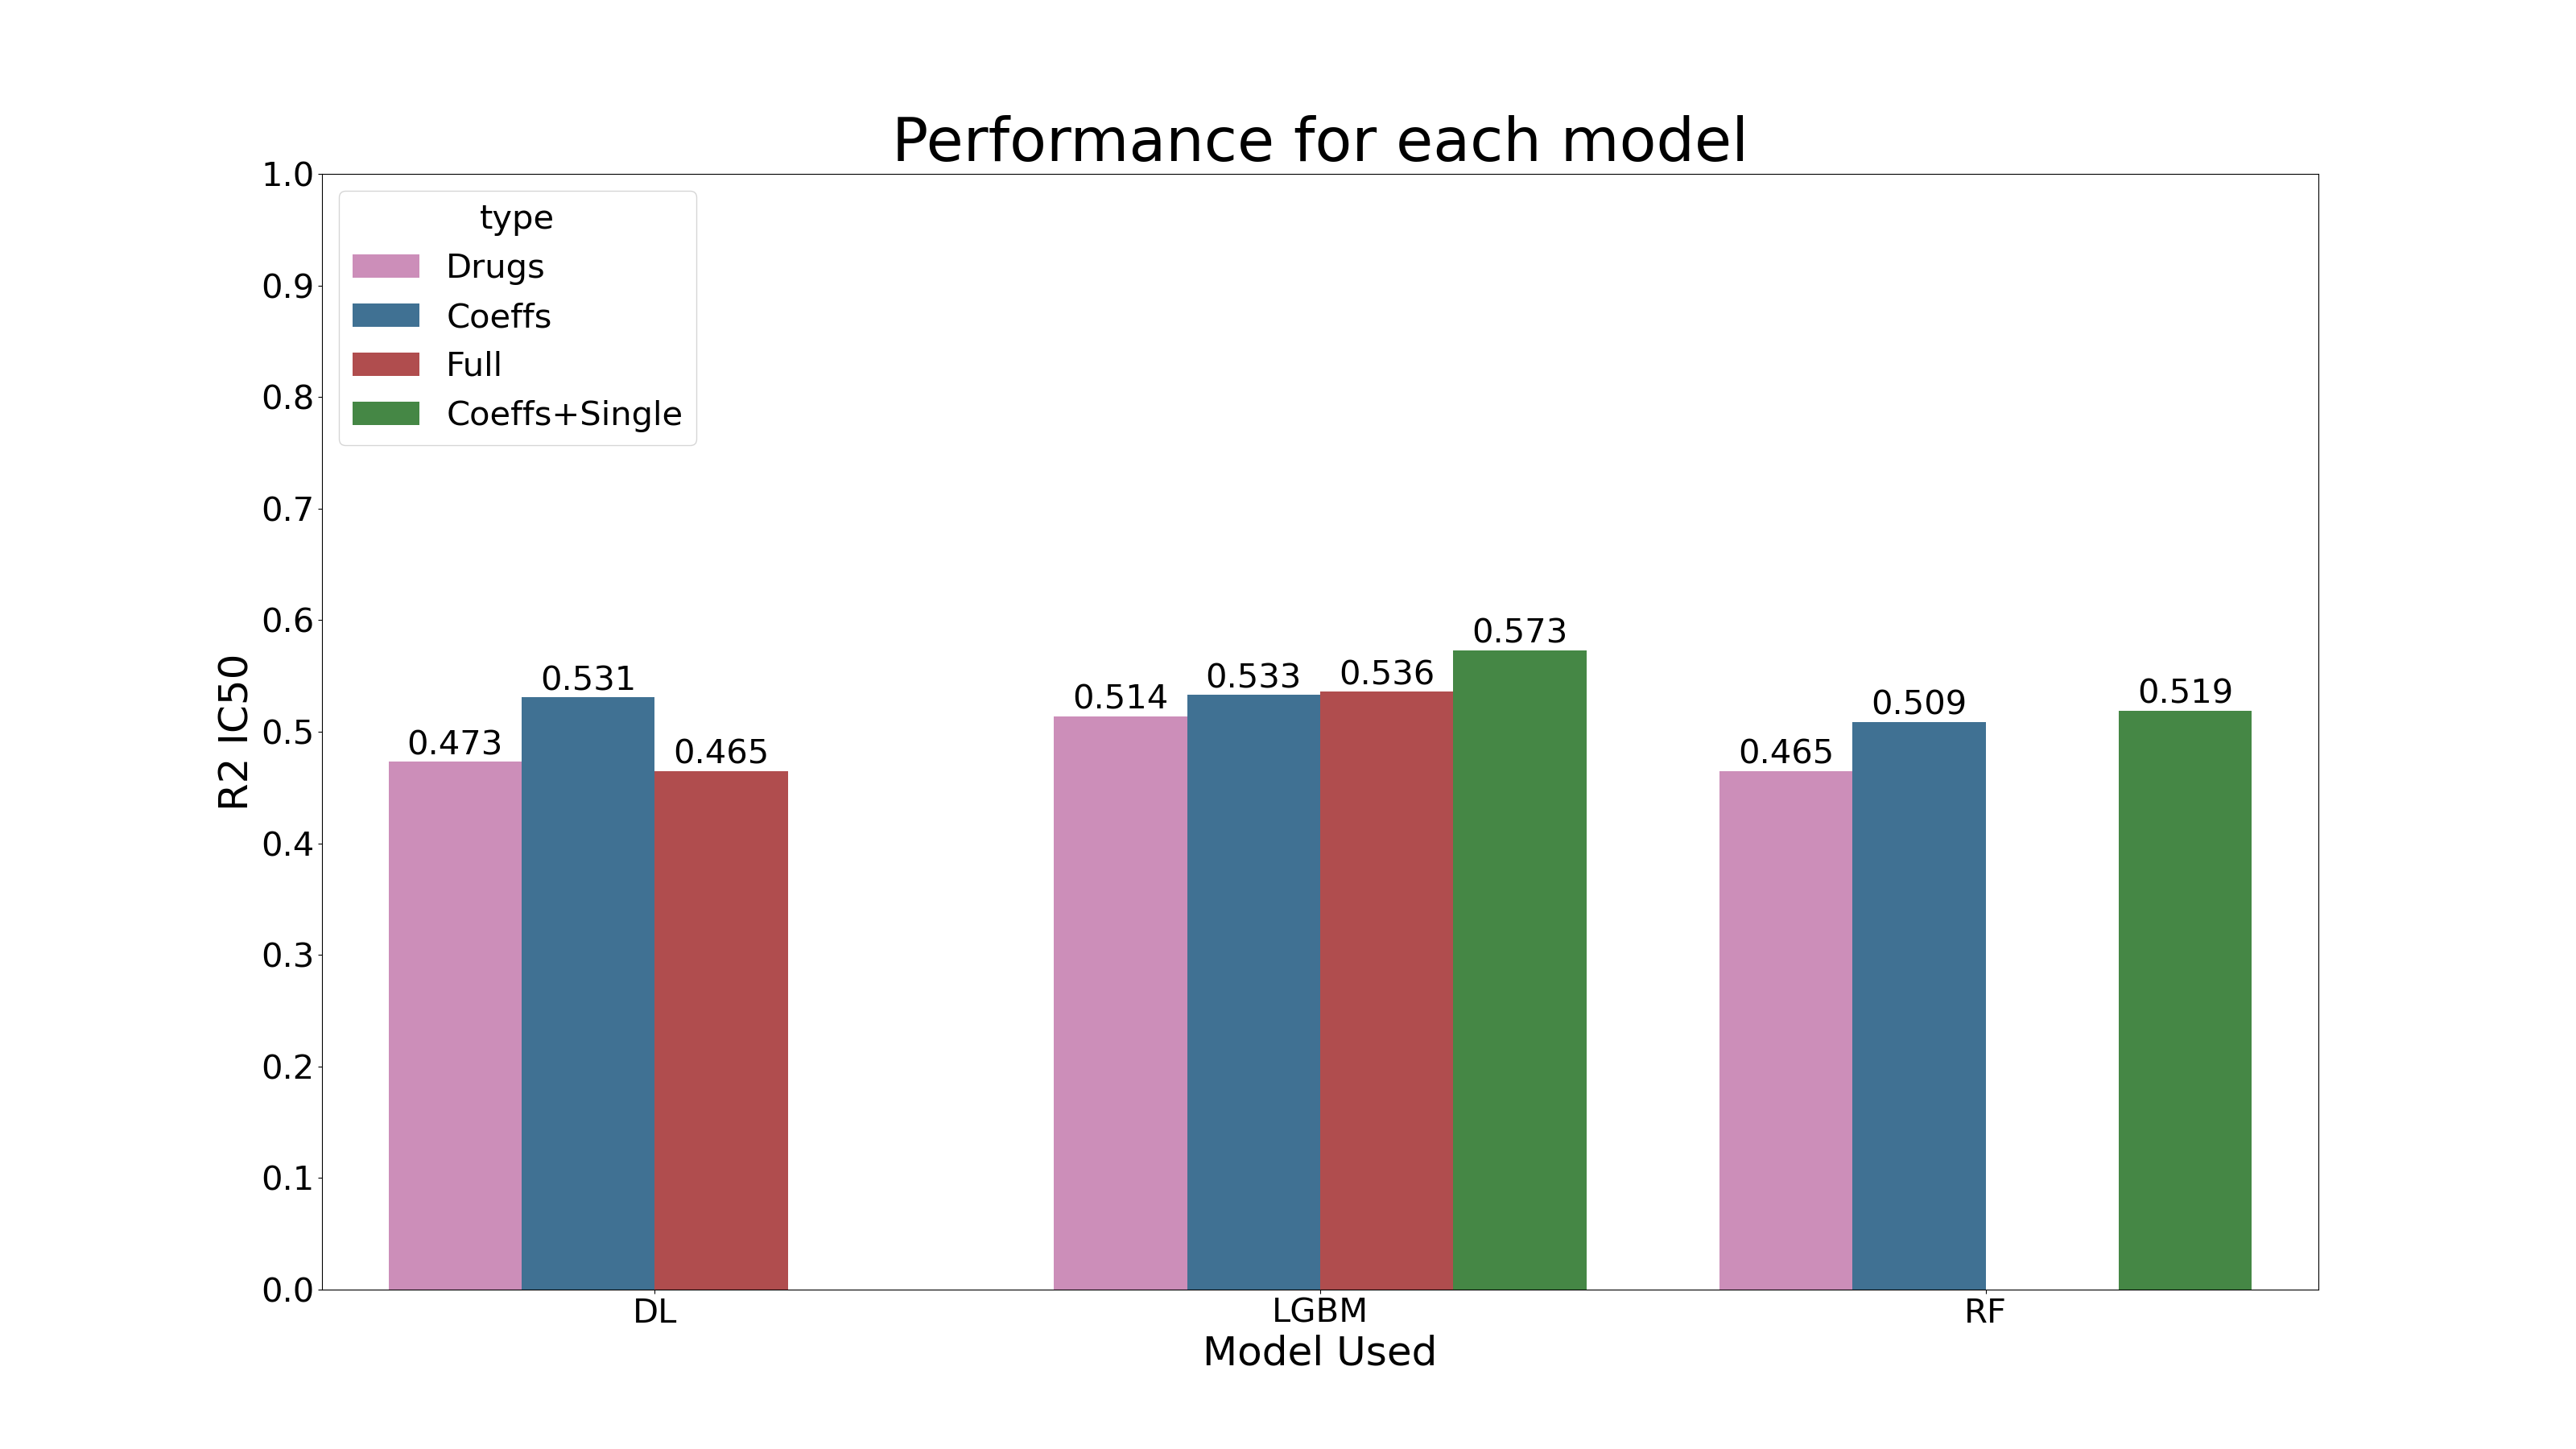 Performance for each model
1.0
0.9
0.8
0.7
0.6
0.5
0.4
0.3
0.2
0.1
0.0
R2 IC50
type
Drugs
Coeffs
Full
Coeffs+Single
0.473
0.531
0.465
0.514
0.533
0.536
0.573
0.465
0.509
0.519
DL
LGBM
RF
Model Used